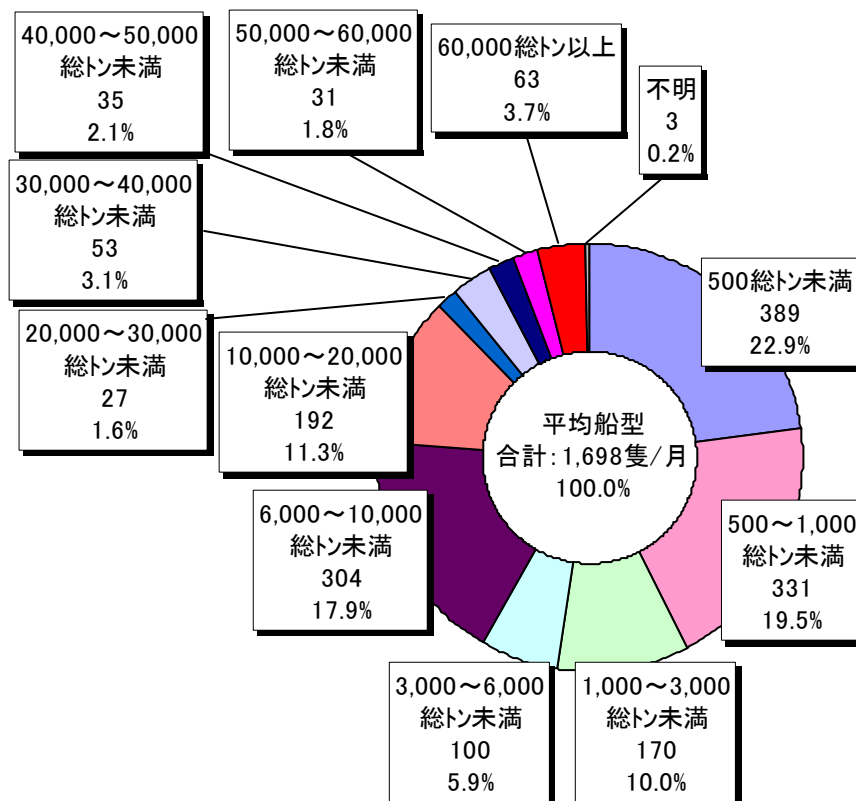 40,000～50,000
総トン未満
35
2.1%
50,000～60,000
総トン未満
31
1.8%
60,000総トン以上
63
3.7%
不明
3
0.2%
30,000～40,000
総トン未満
53
3.1%
500総トン未満
389
22.9%
20,000～30,000
総トン未満
27
1.6%
10,000～20,000
総トン未満
192
11.3%
平均船型
合計:1,698隻/月
100.0%
6,000～10,000
総トン未満
304
17.9%
500～1,000
総トン未満
331
19.5%
3,000～6,000
総トン未満
100
5.9%
1,000～3,000
総トン未満
170
10.0%